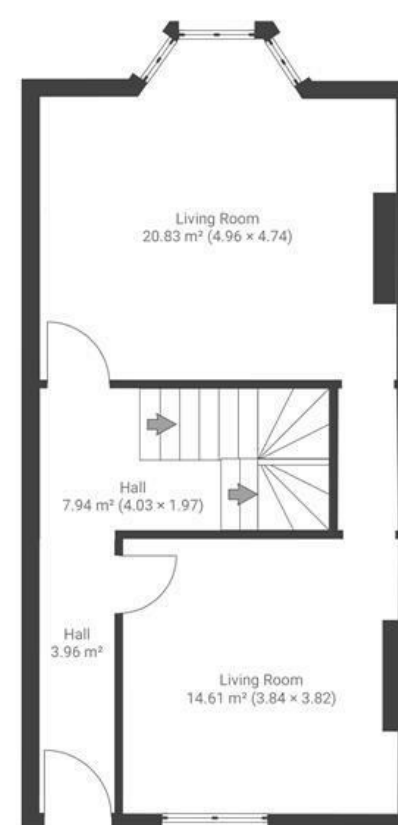 Living Room
20.83 m² (4.96 × 4.74)
Hall
7.94 m² (4.03 × 1.97)
Hall
3.96 m²
Living Room
14.61 m² (3.84 × 3.82)